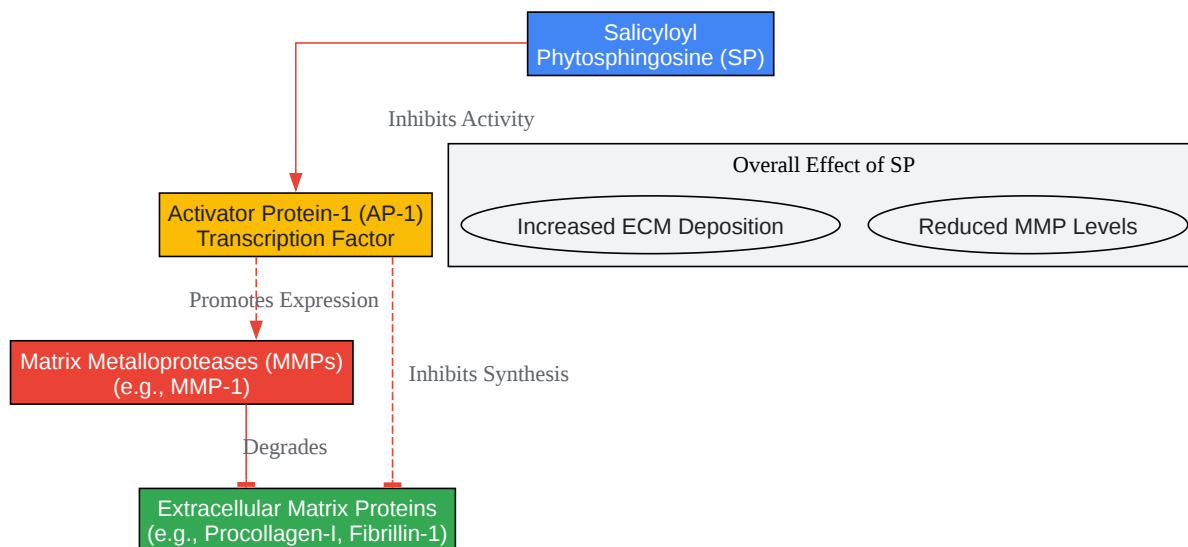 Salicyloyl
Phytosphingosine (SP)
Inhibits Activity
Overall Effect of SP
Increased ECM Deposition
Reduced MMP Levels
Activator Protein-1 (AP-1)
Transcription Factor
Promotes Expression
Matrix Metalloproteases (MMPs)
(e.g., MMP-1)
Inhibits Synthesis
Degrades
Extracellular Matrix Proteins
(e.g., Procollagen-I, Fibrillin-1)